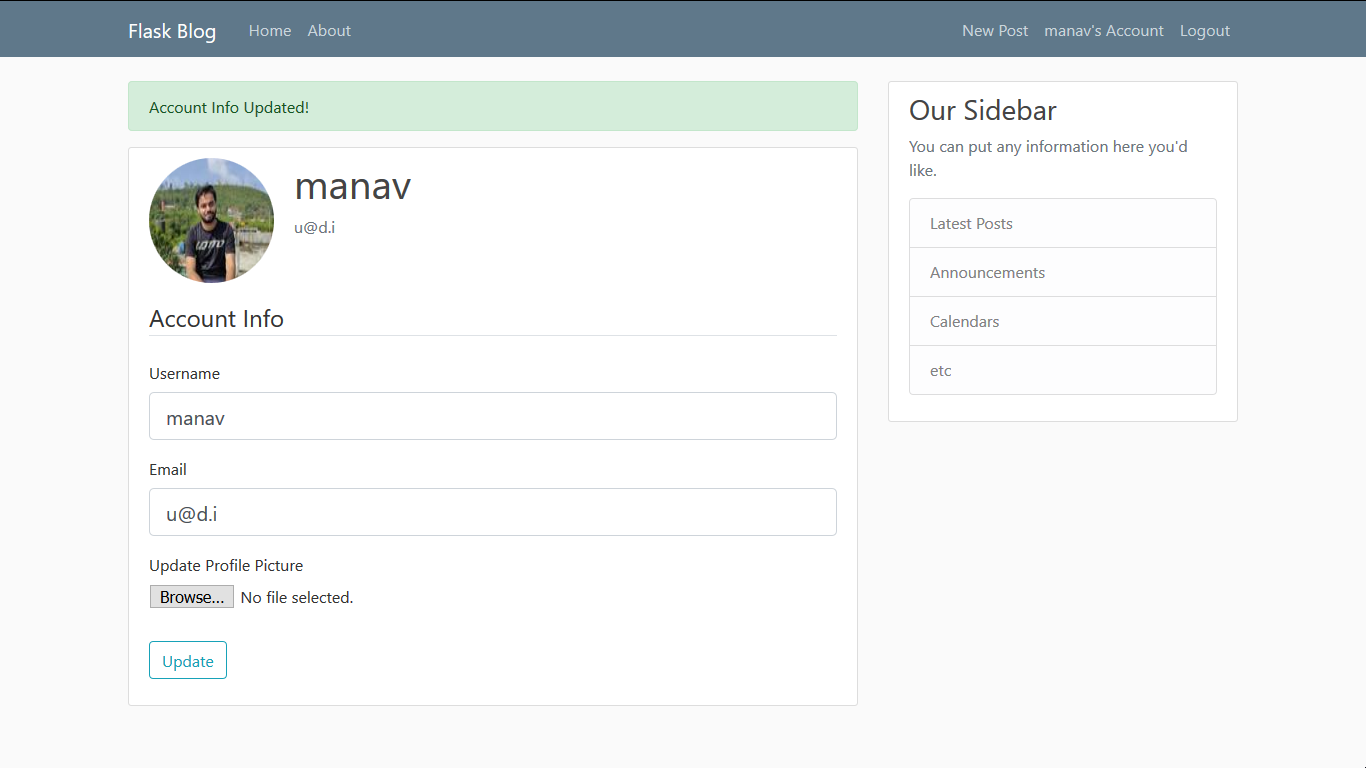 Flask Blog Home About New Post manav's Account Logout
Account Info Updated!
manav
u@d.i
Account Info
Username
manav
Email
u@d.i
Update Profile Picture
Browse... No file selected.
Update
Our Sidebar
You can put any information here you'd
like.
Latest Posts
Announcements
Calendars
etc